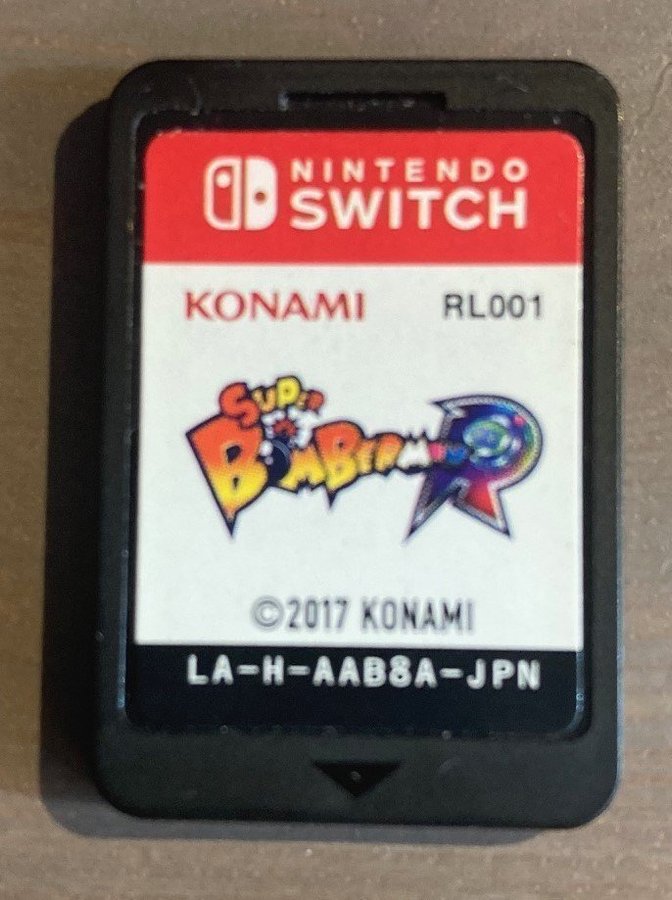 NINTENDO
SWITCH
KONAMI RL001
SUPER
BOMBERMAN R
©2017 KONAMI
LA-H-AAB8A-JPN